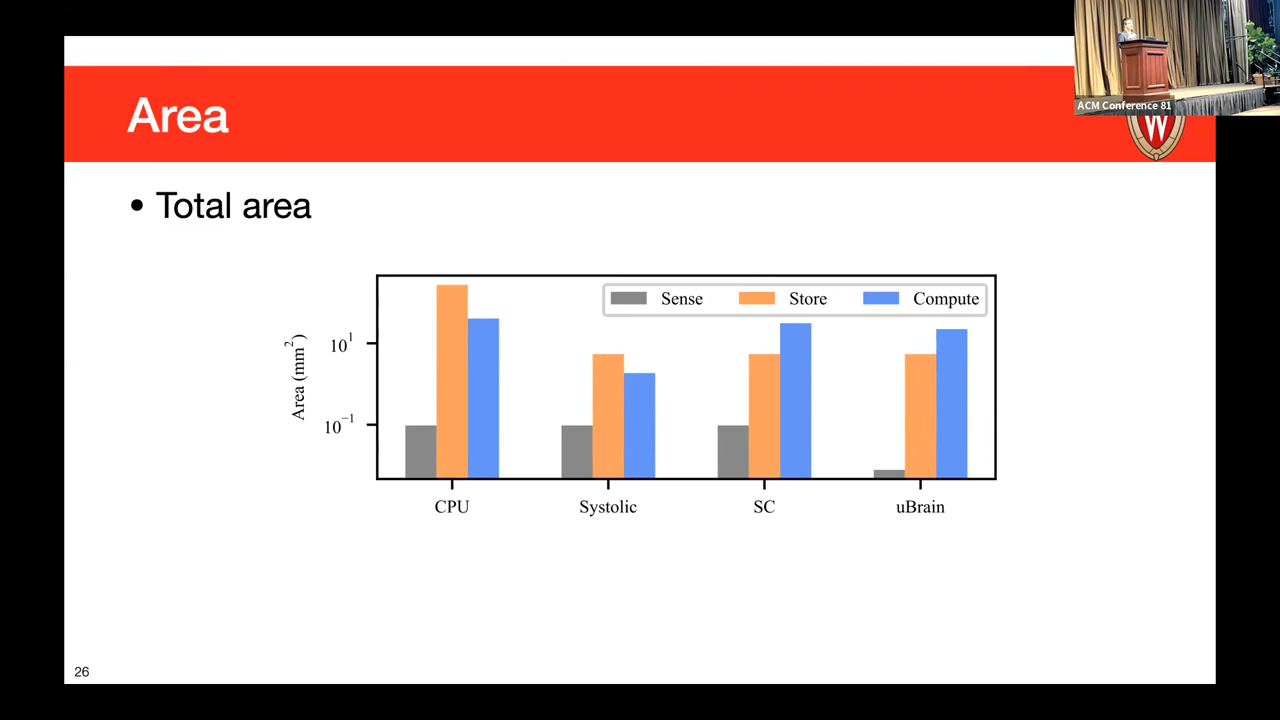 ACM Conference 81
W
Area
• Total area
Sense Store Compute
Area (mm²)
10¹
10⁻¹
CPU Systolic SC uBrain
26